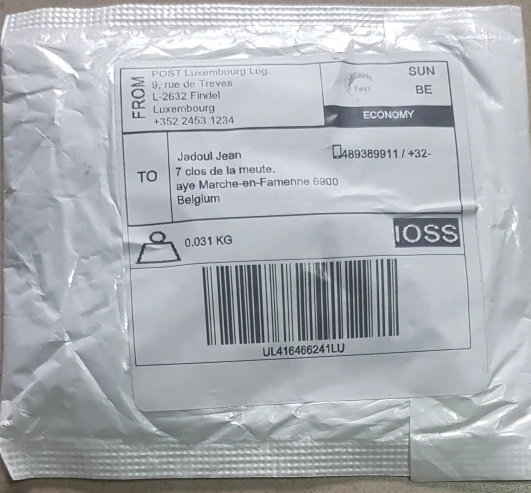 FROM
POST Luxembourg Log.
9, rue de Treves
L-2632 Findel
Luxembourg
+352 2453 1234
POST
SUN
BE
ECONOMY
TO
Jadoul Jean
489389911 / +32-
7 clos de la meute.
aye Marche-en-Famenne 6900
Belgium
0.031 KG
IOSS
UL416466241LU